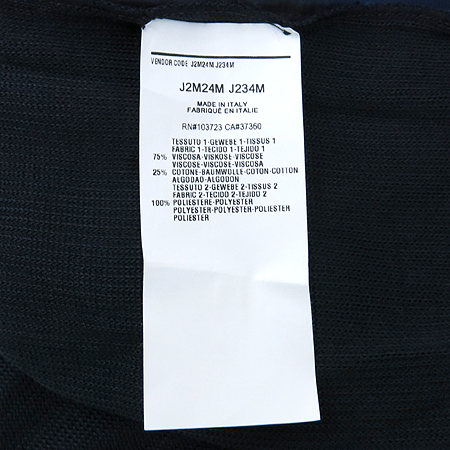 VENDOR CODE J2M24M J234M
J2M24M J234M
MADE IN ITALY
FABRIQUÉ EN ITALIE
RN#103723 CA#37360
TESSUTO 1-GEWEBE 1-TISSUS 1
FABRIC 1-TECIDO 1-TEJIDO 1
75% VISCOSA-VISKOSE-VISCOSE
VISCOSE-VISCOSE-VISCOSA
25% COTONE-BAUMWOLLE-COTON-COTTON
ALGODAO-ALGODON
TESSUTO 2-GEWEBE 2-TISSUS 2
FABRIC 2-TECIDO 2-TEJIDO 2
100% POLIESTERE-POLYESTER
POLYESTER-POLYESTER-POLIESTER
POLIESTER